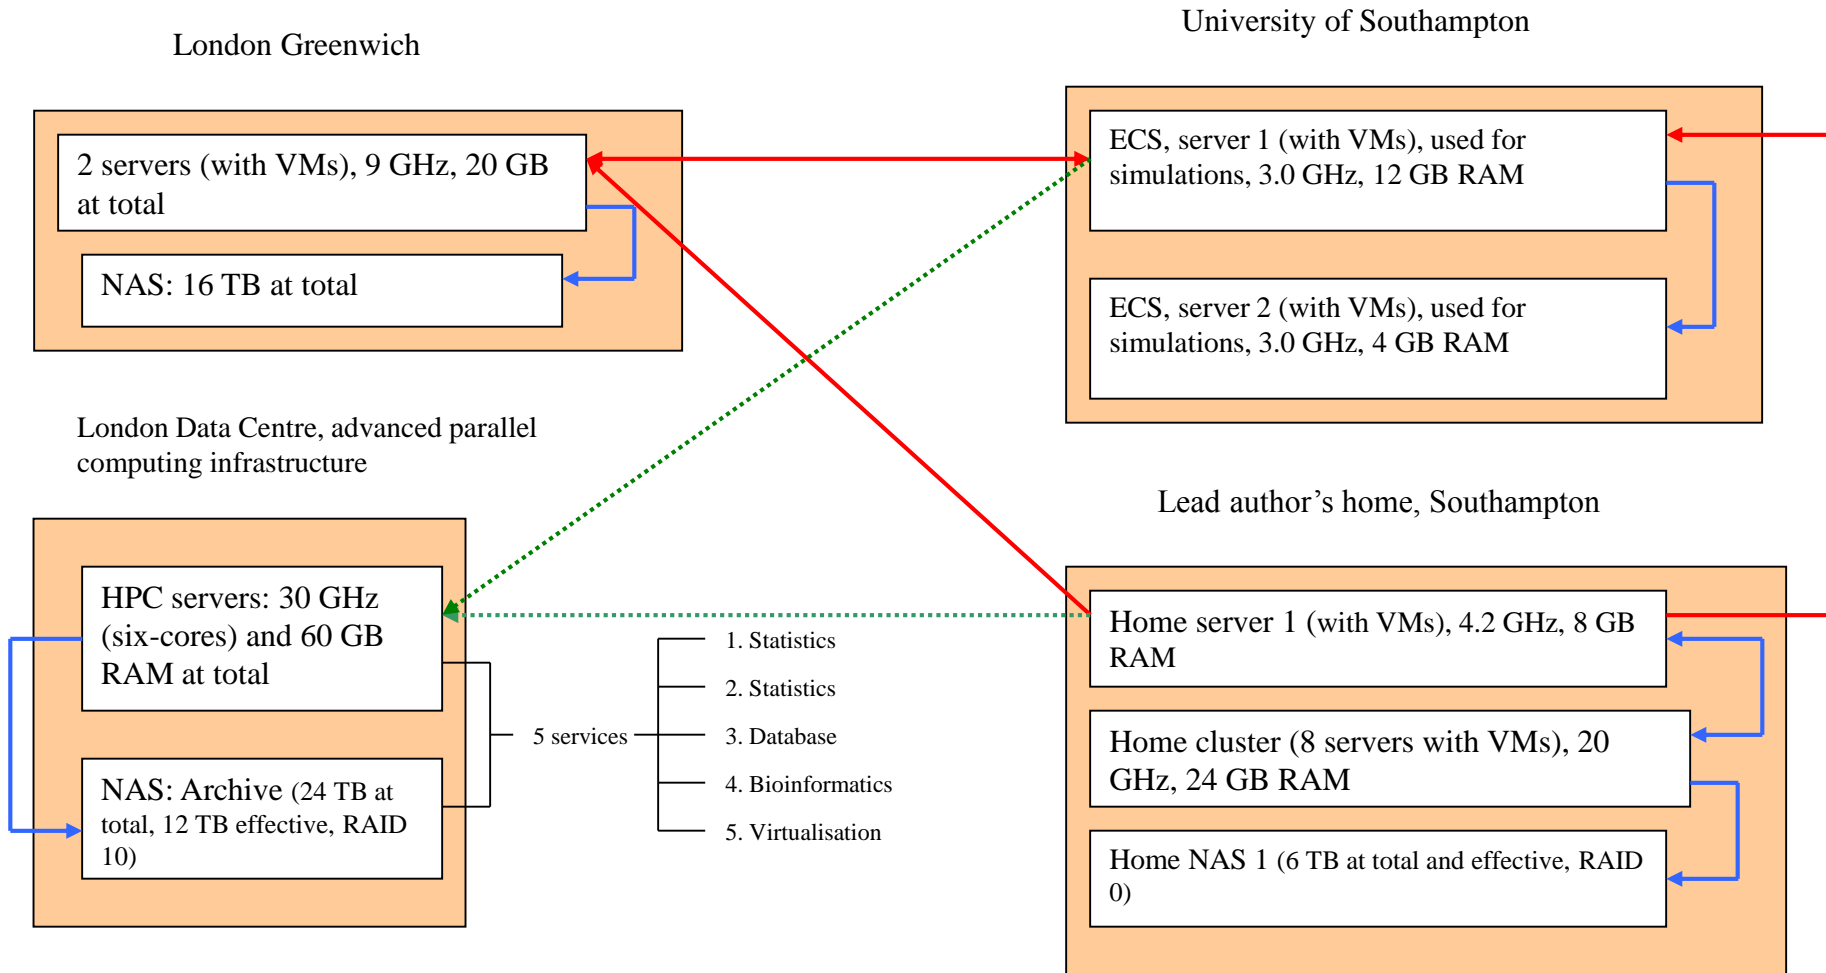 London Greenwich
2 servers (with VMs), 9 GHz, 20 GB
at total
NAS: 16 TB at total
University of Southampton
ECS, server 1 (with VMs), used for
simulations, 3.0 GHz, 12 GB RAM
ECS, server 2 (with VMs), used for
simulations, 3.0 GHz, 4 GB RAM
London Data Centre, advanced parallel
computing infrastructure
HPC servers: 30 GHz
(six-cores) and 60 GB
RAM at total
NAS: Archive (24 TB at
total, 12 TB effective, RAID
10)
5 services
1. Statistics
2. Statistics
3. Database
4. Bioinformatics
5. Virtualisation
Lead author’s home, Southampton
Home server 1 (with VMs), 4.2 GHz, 8 GB
RAM
Home cluster (8 servers with VMs), 20
GHz, 24 GB RAM
Home NAS 1 (6 TB at total and effective, RAID
0)